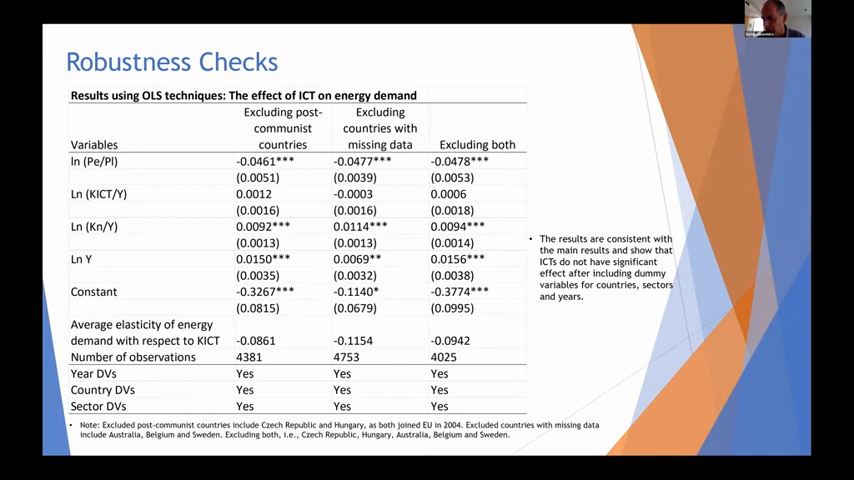 Robustness Checks
Results using OLS techniques: The effect of ICT on energy demand
Variables Excluding post-communist countries Excluding countries with missing data Excluding both
ln (Pe/Pl) -0.0461*** -0.0477*** -0.0478***
(0.0051) (0.0039) (0.0053)
Ln (KICT/Y) 0.0012 -0.0003 0.0006
(0.0016) (0.0016) (0.0018)
Ln (Kn/Y) 0.0092*** 0.0114*** 0.0094***
(0.0013) (0.0013) (0.0014)
Ln Y 0.0150*** 0.0069** 0.0156***
(0.0035) (0.0032) (0.0038)
Constant -0.3267*** -0.1140* -0.3774***
(0.0815) (0.0679) (0.0995)
Average elasticity of energy
demand with respect to KICT -0.0861 -0.1154 -0.0942
Number of observations 4381 4753 4025
Year DVs Yes Yes Yes
Country DVs Yes Yes Yes
Sector DVs Yes Yes Yes
• The results are consistent with
the main results and show that
ICTs do not have significant
effect after including dummy
variables for countries, sectors
and years.
• Note: Excluded post-communist countries include Czech Republic and Hungary, as both joined EU in 2004. Excluded countries with missing data
include Australia, Belgium and Sweden. Excluding both, i.e., Czech Republic, Hungary, Australia, Belgium and Sweden.